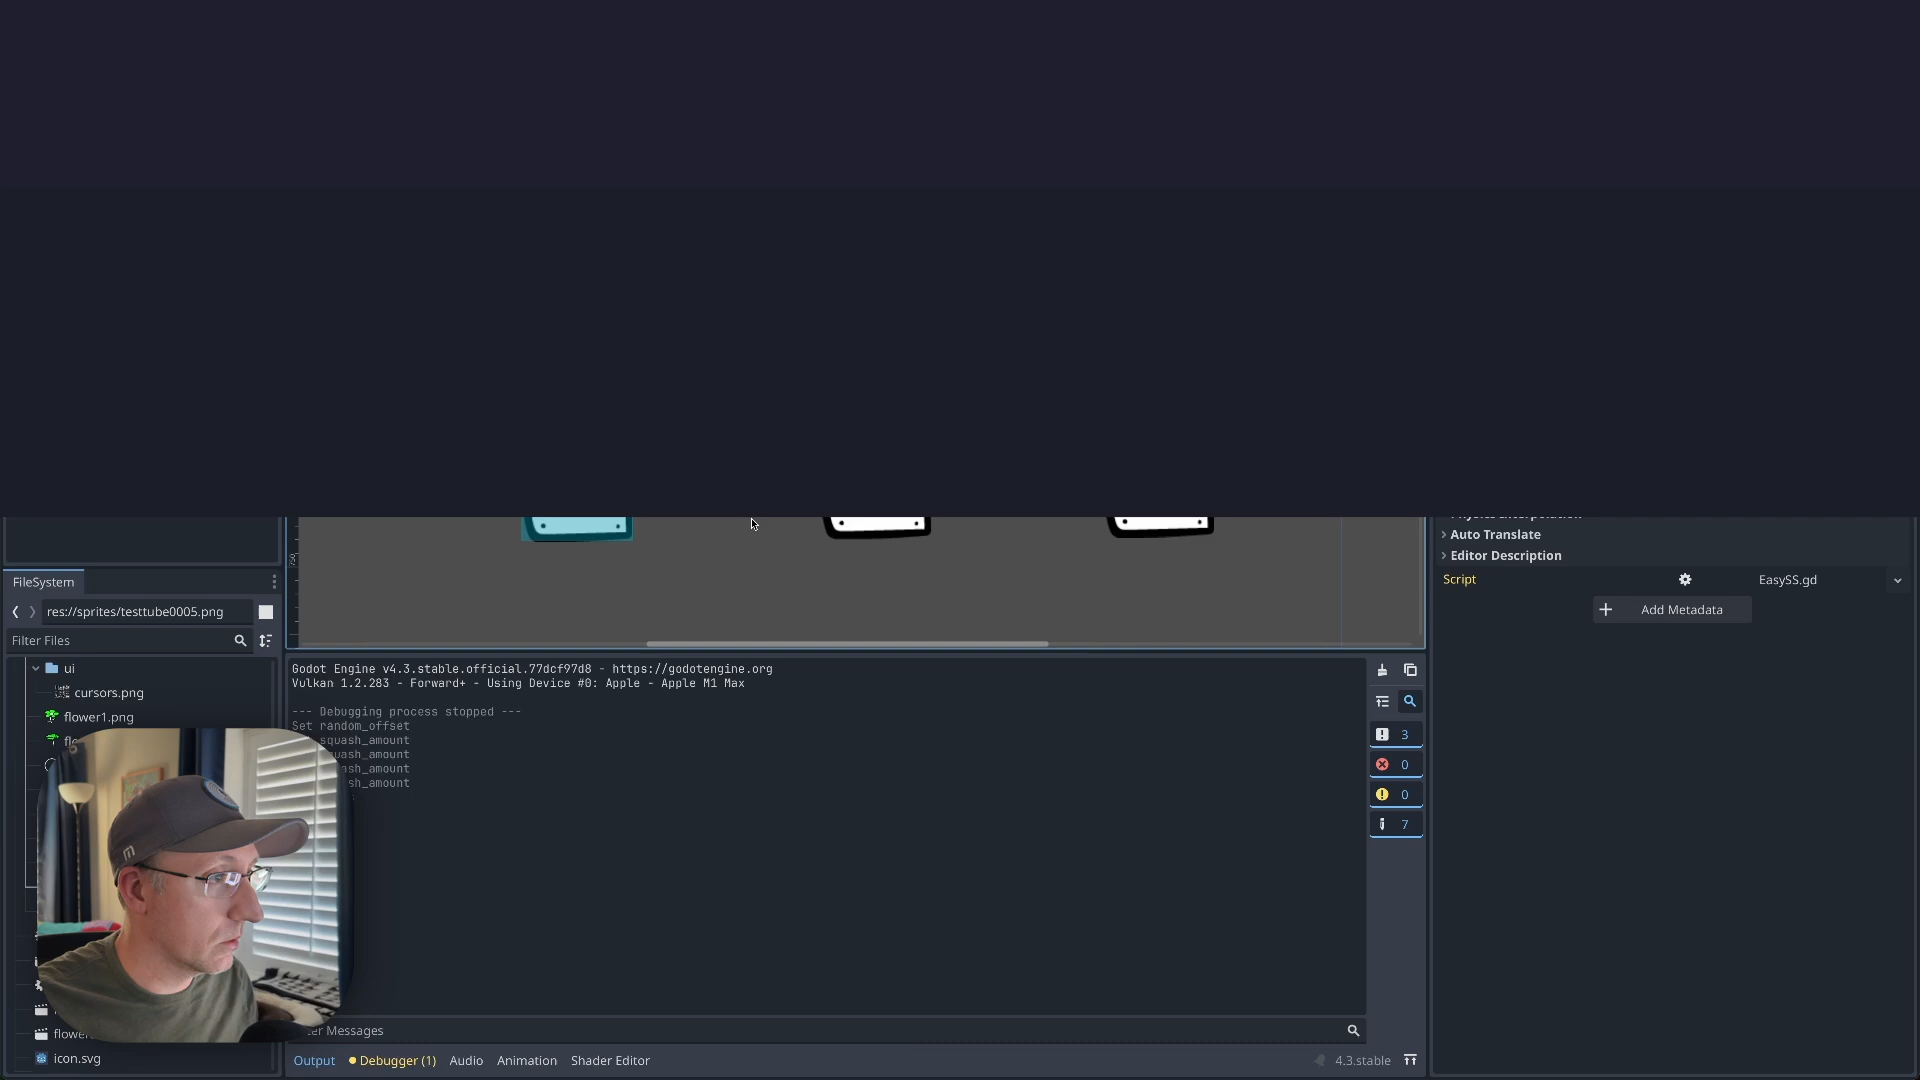 Auto Translate
Editor Description
Script
EasySS.gd
Add Metadata
FileSystem
res://sprites/testtube0005.png
Filter Files
ui
cursors.png
flower1.png
icon.svg
Godot Engine v4.3.stable.official.77dcf97d8 - https://godotengine.org
Vulkan 1.2.283 - Forward+ - Using Device #0: Apple - Apple M1 Max
--- Debugging process stopped ---
Set random_offset
squash_amount
3
0
0
7
Messages
Output
Debugger (1)
Audio
Animation
Shader Editor
4.3.stable